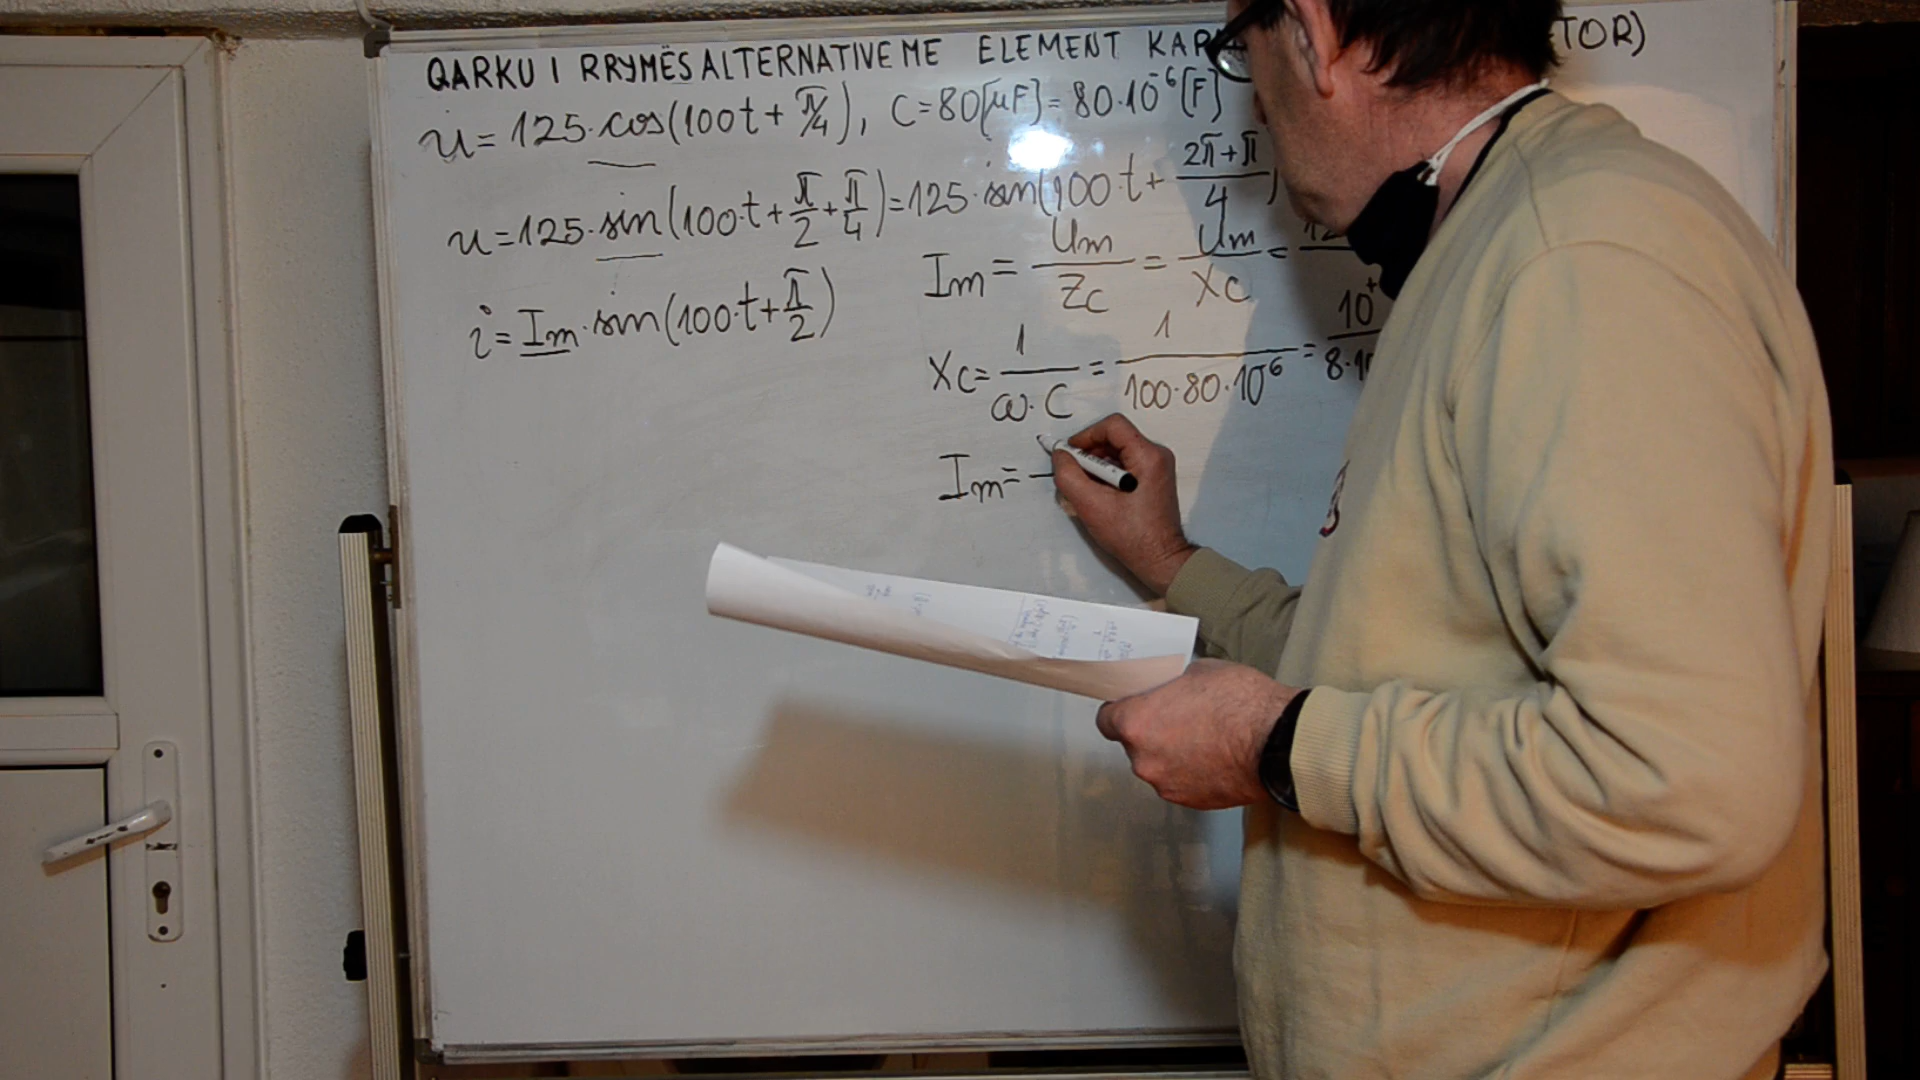 QARKU I RRYMËS ALTERNATIVE ME ELEMENT KAP TOR)
u = 125·cos(100t + π/4), C = 80[μF] = 80·10⁻⁶[F]
u = 125·sin(100t + π/2 + π/4) = 125·sin(100·t + (2π+π)/4)
Im = Um/Zc = Um/Xc =
i = Im·sin(100·t + π/2)
Xc = 1/(ω·C) = 1/(100·80·10⁻⁶) =
Im =